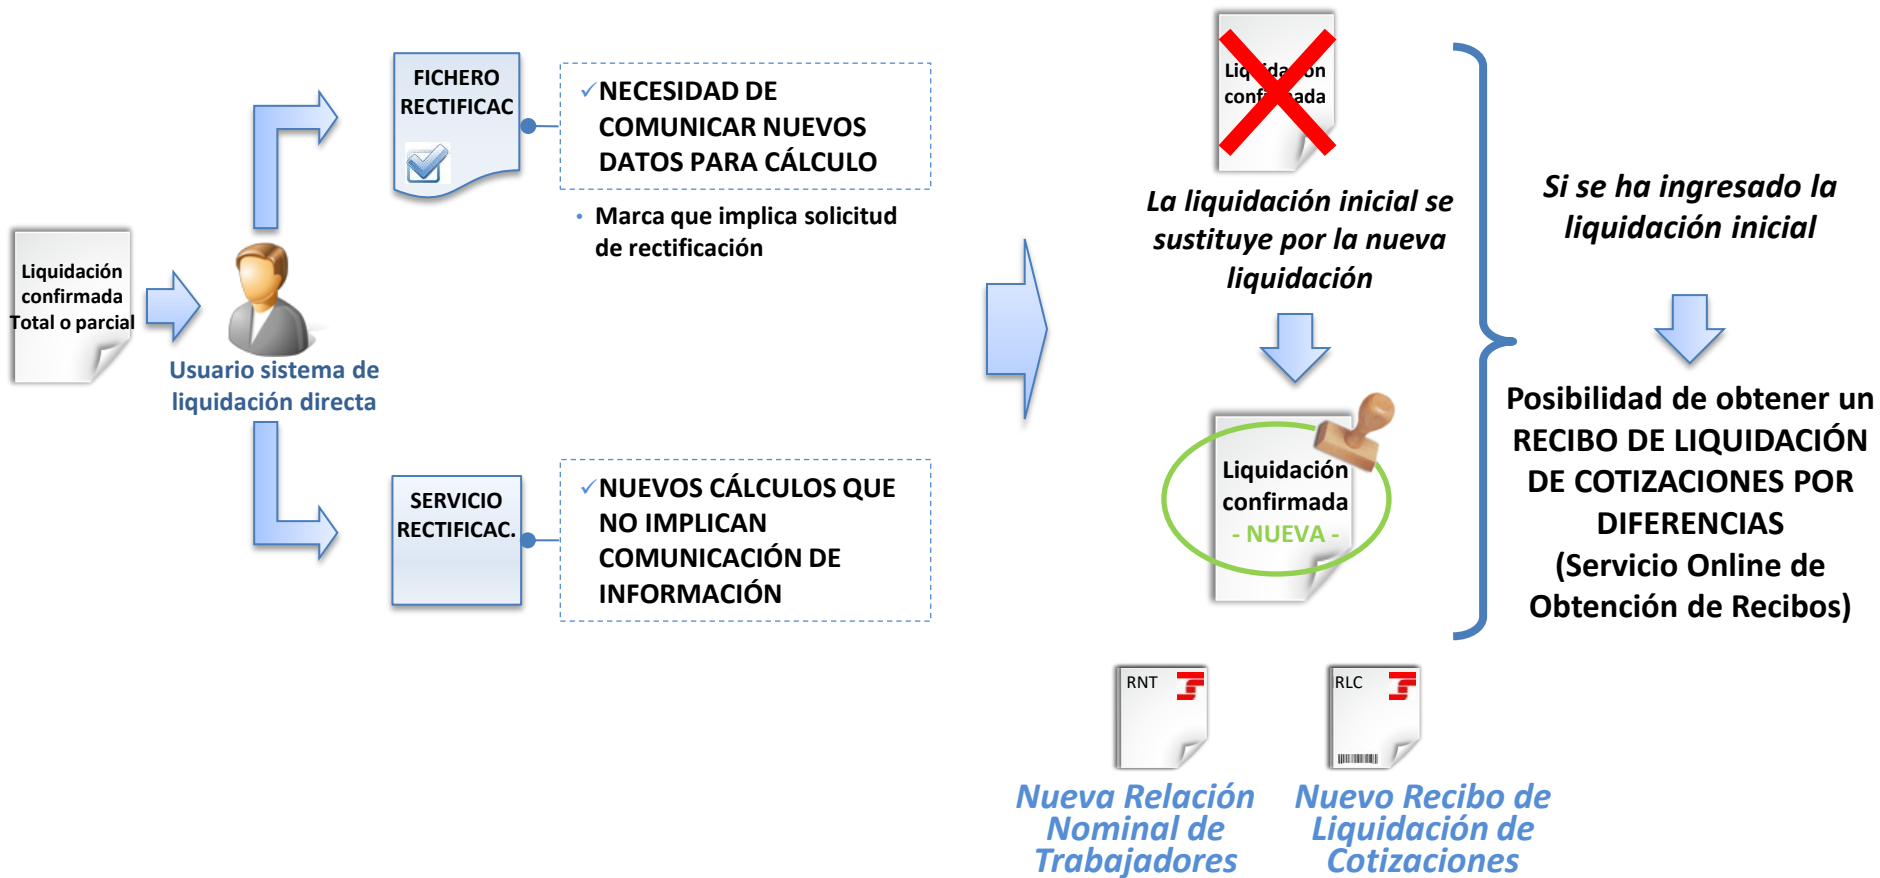 Liquidación
confirmada
Total o parcial
Usuario sistema de
liquidación directa
FICHERO
RECTIFICAC
✓NECESIDAD DE
COMUNICAR NUEVOS
DATOS PARA CÁLCULO
• Marca que implica solicitud
de rectificación
SERVICIO
RECTIFICAC.
✓NUEVOS CÁLCULOS QUE
NO IMPLICAN
COMUNICACIÓN DE
INFORMACIÓN
Liquidación
confirmada
La liquidación inicial se
sustituye por la nueva
liquidación
Liquidación
confirmada
- NUEVA -
RNT
Nueva Relación
Nominal de
Trabajadores
RLC
Nuevo Recibo de
Liquidación de
Cotizaciones
Si se ha ingresado la
liquidación inicial
Posibilidad de obtener un
RECIBO DE LIQUIDACIÓN
DE COTIZACIONES POR
DIFERENCIAS
(Servicio Online de
Obtención de Recibos)